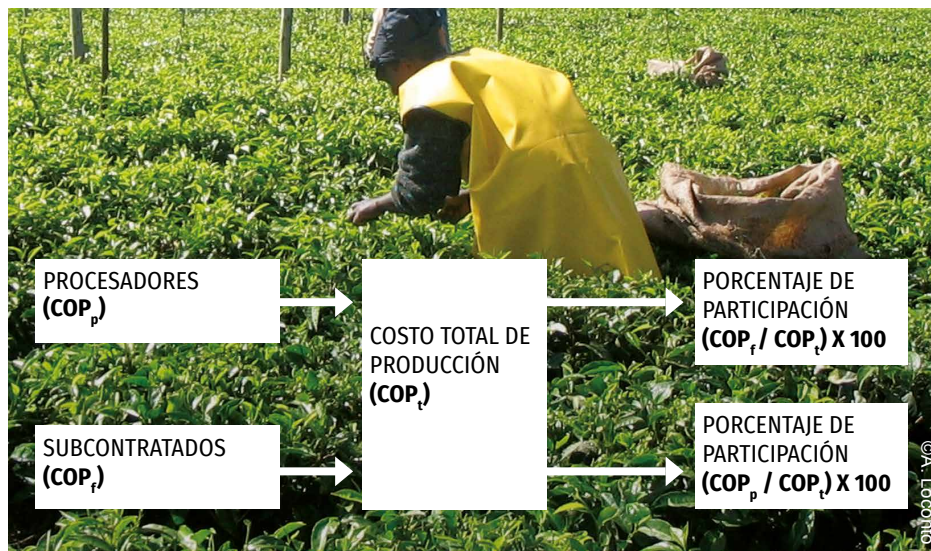 PROCESADORES
(COPp)
SUBCONTRATADOS
(COPf)
COSTO TOTAL DE
PRODUCCIÓN
(COPt)
PORCENTAJE DE
PARTICIPACIÓN
(COPf / COPt) X 100
PORCENTAJE DE
PARTICIPACIÓN
(COPp / COPt) X 100
©A. Loconto